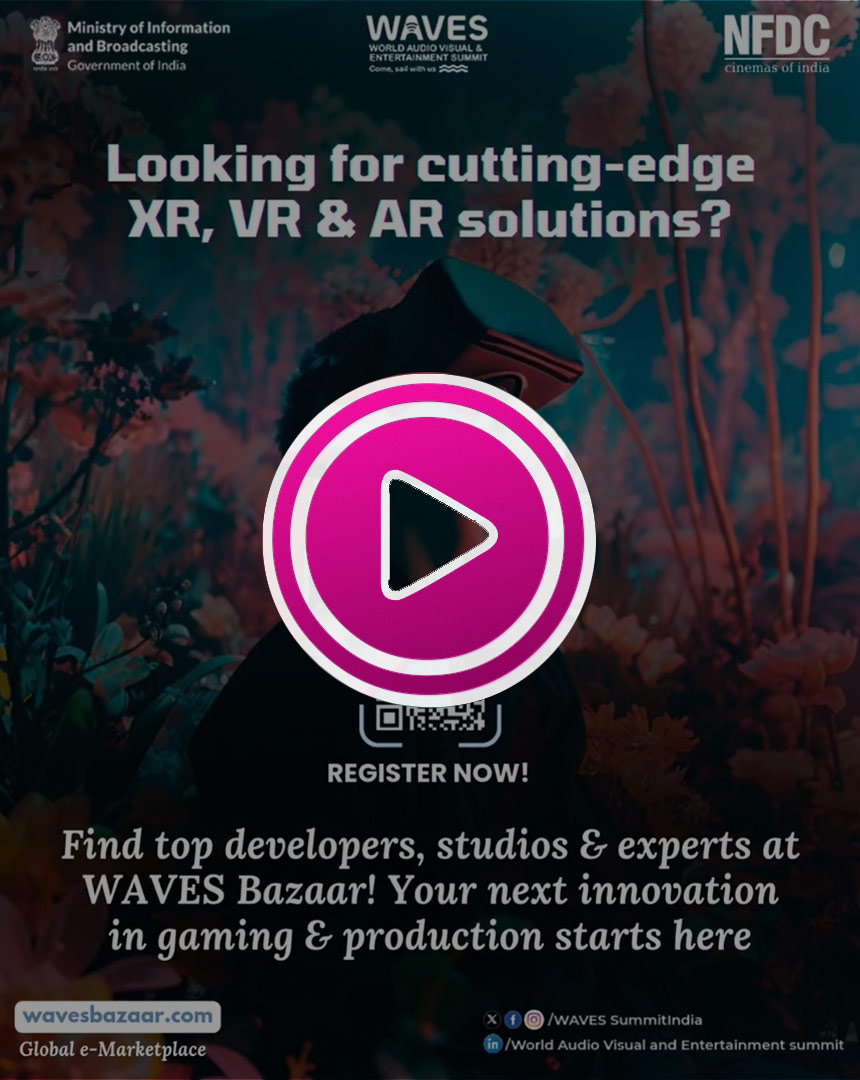 Ministry of Information
and Broadcasting
Government of India
WAVES
WORLD AUDIO VISUAL &
ENTERTAINMENT SUMMIT
Come, sail with us
NFDC
cinemas of india
Looking for cutting-edge
XR, VR & AR solutions?
REGISTER NOW!
Find top developers, studios & experts at
WAVES Bazaar! Your next innovation
in gaming & production starts here
wavesbazaar.com
Global e-Marketplace
/WAVES SummitIndia
/World Audio Visual and Entertainment summit